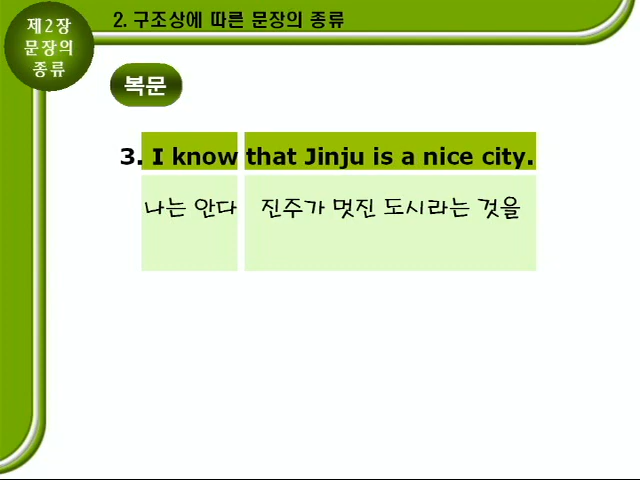 제2장
문장의
종류
2. 구조상에 따른 문장의 종류
복문
3. I know that Jinju is a nice city.
나는 안다 진주가 멋진 도시라는 것을